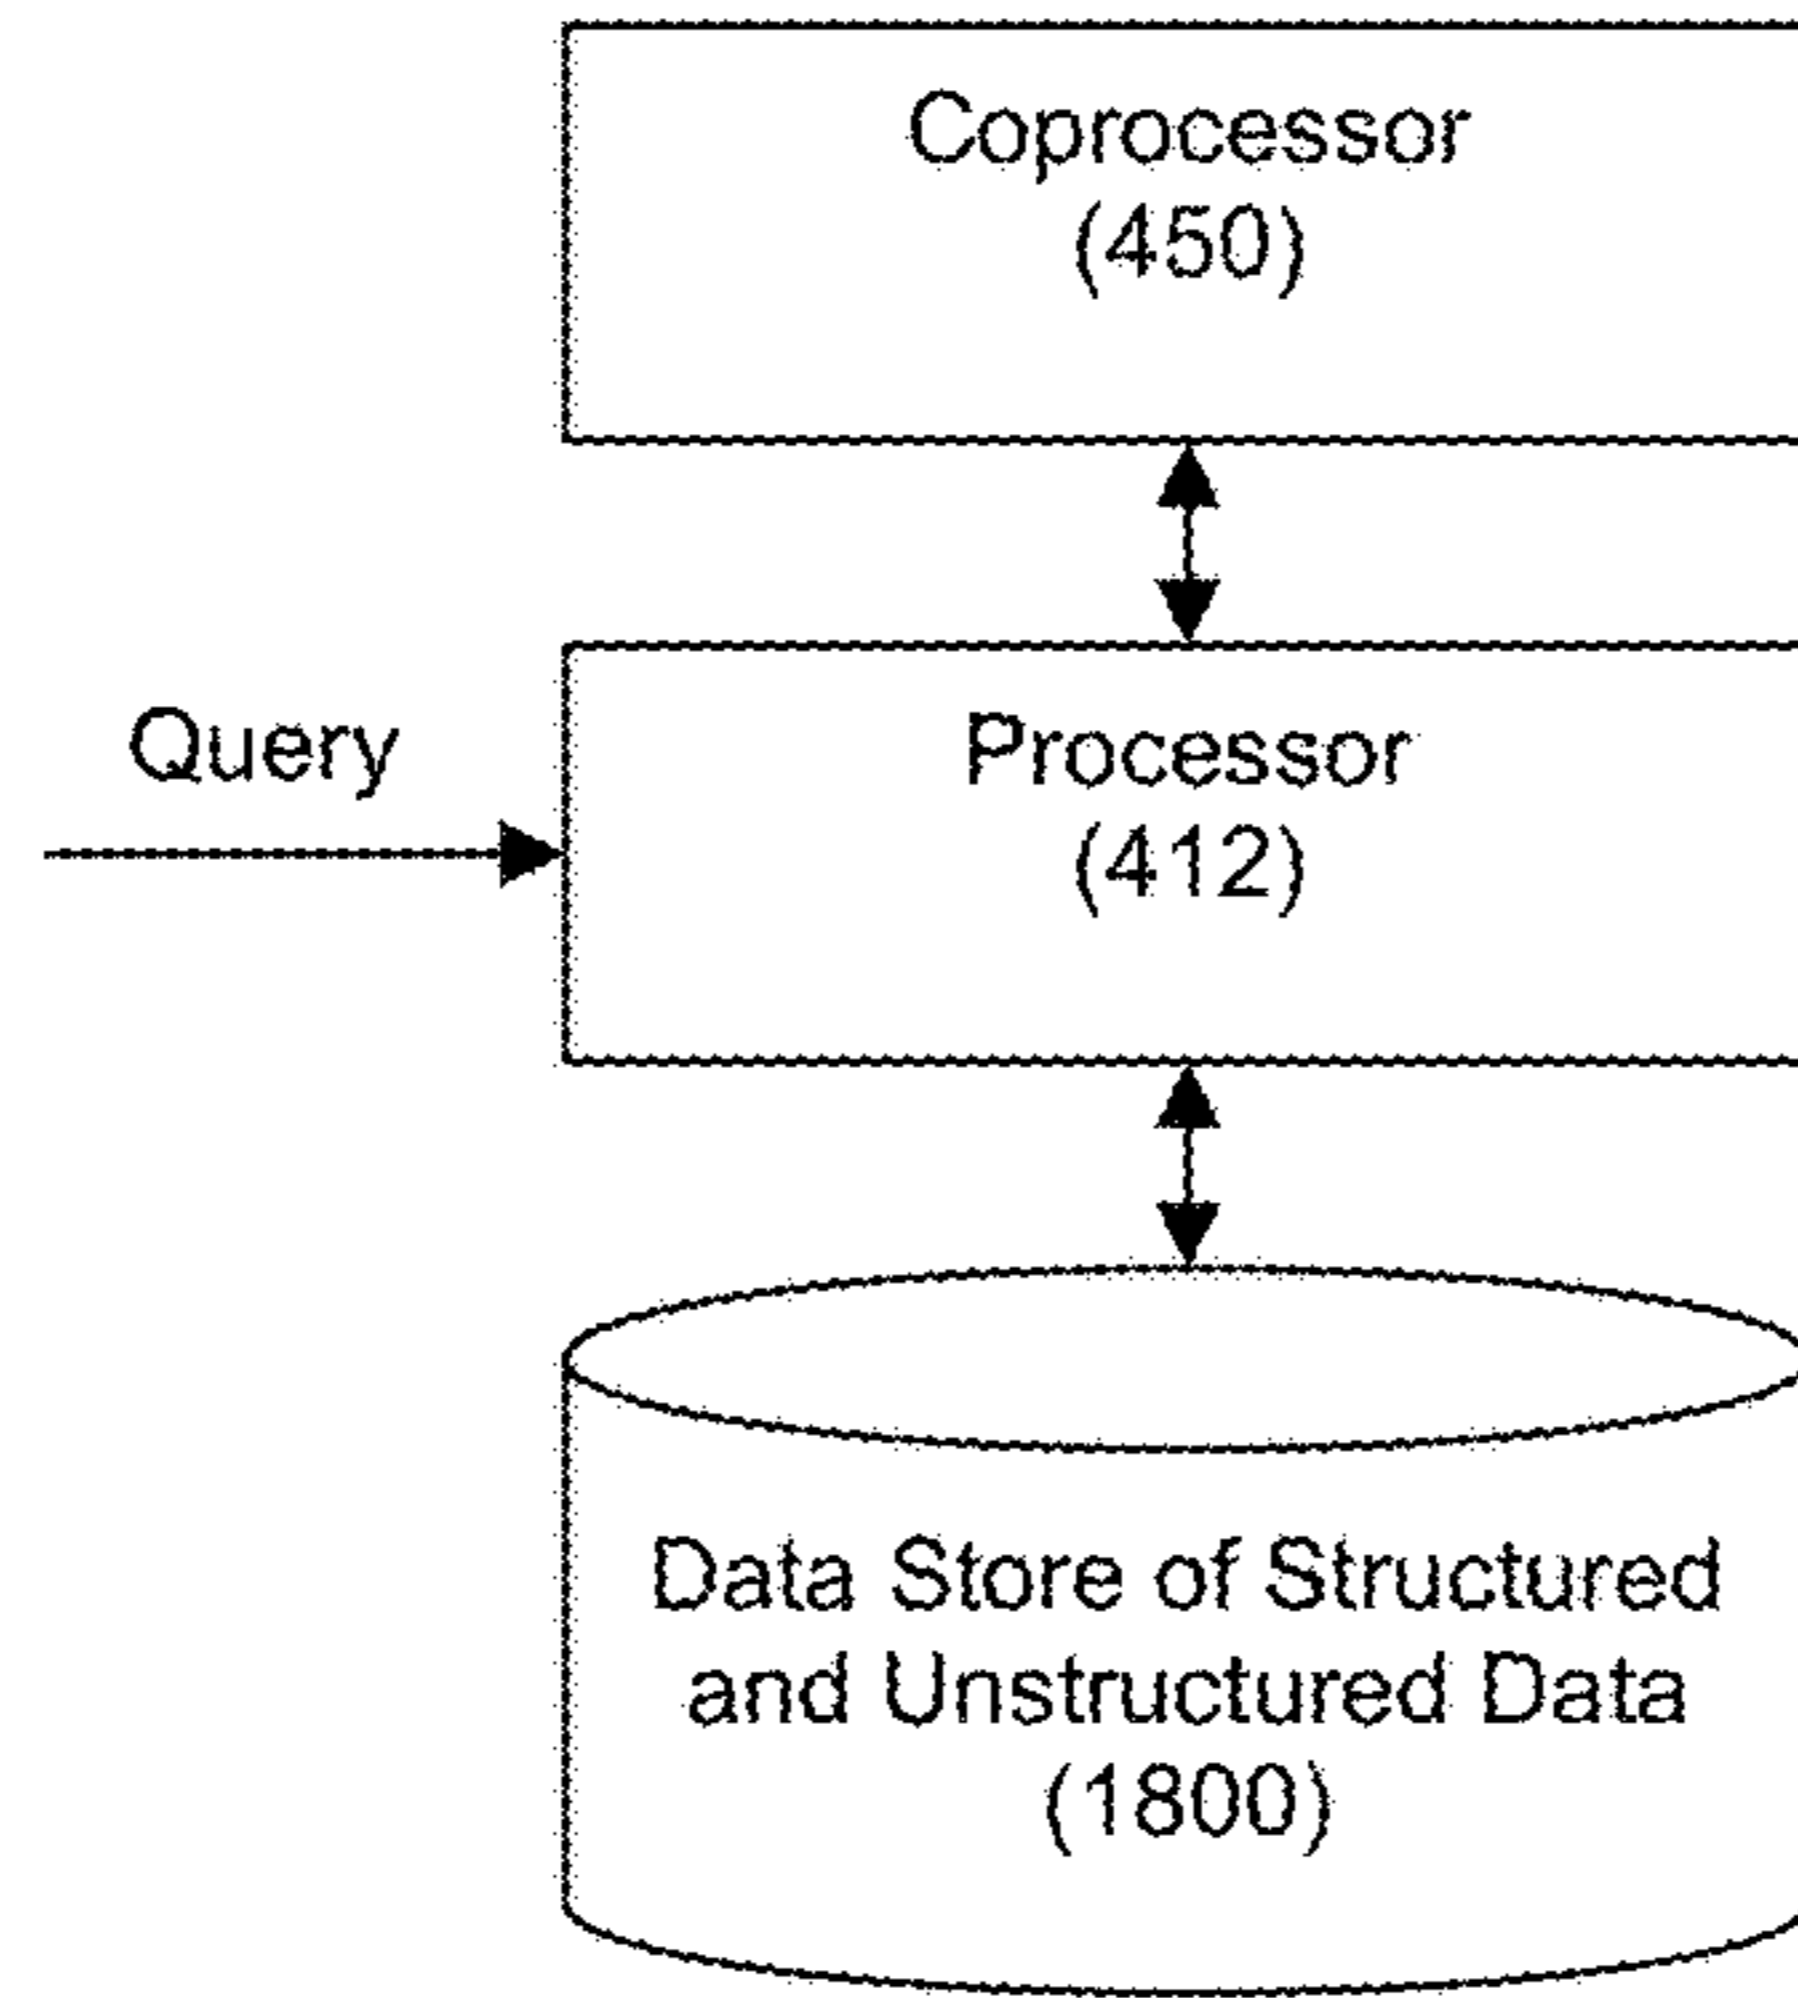 Coprocessor
(450)
Query
Processor
(412)
Data Store of Structured
and Unstructured Data
(1800)